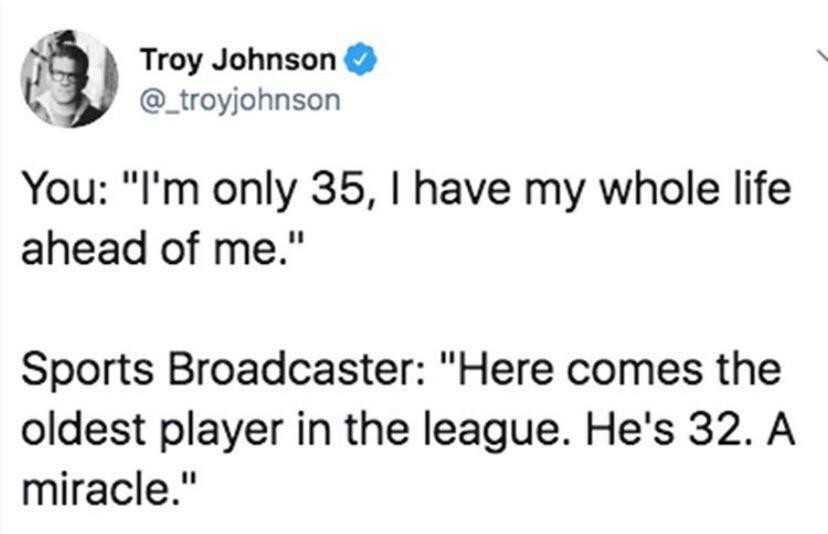 Troy Johnson
@_troyjohnson
You: "I'm only 35, I have my whole life
ahead of me."
Sports Broadcaster: "Here comes the
oldest player in the league. He's 32. A
miracle."